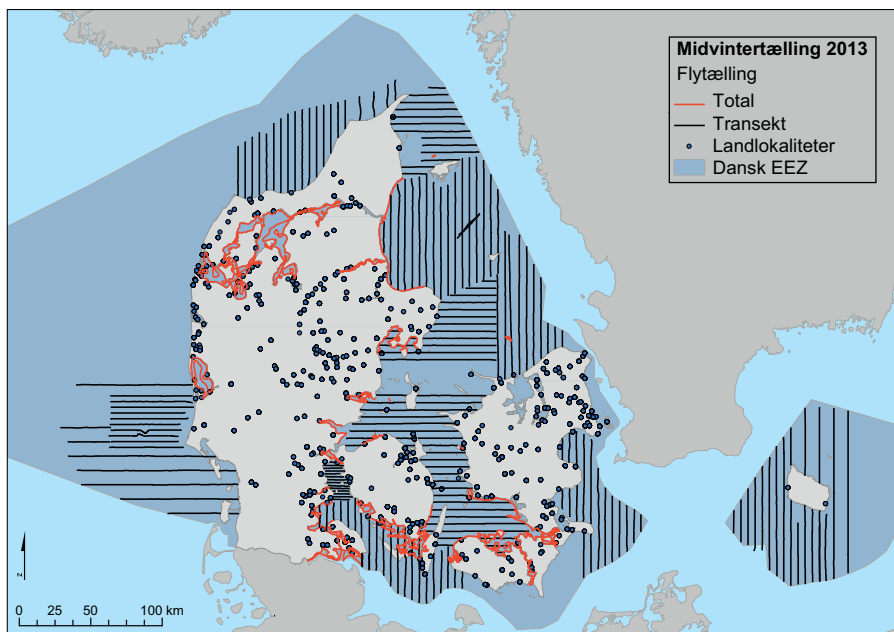 Midvintertælling 2013
Flytælling
Total
Transekt
Landlokaliteter
Dansk EEZ
N
0 25 50 100 km